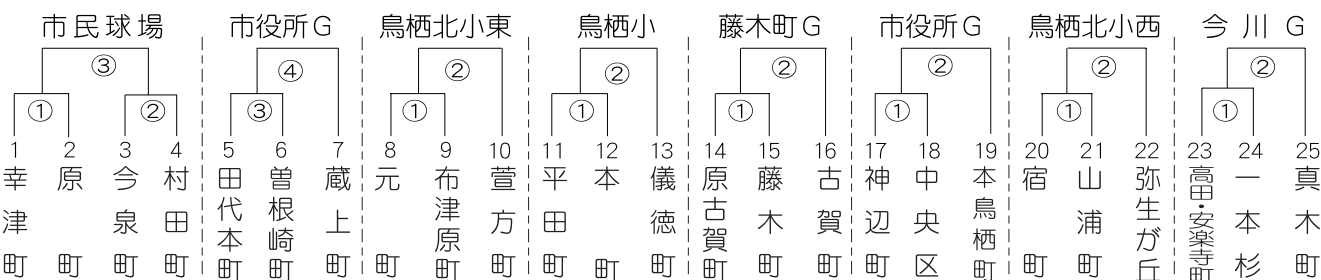 市民球場 市役所G 鳥栖北小東 鳥栖小 藤木町G 市役所G 鳥栖北小西 今川G
③ ④ ② ② ② ② ② ②
① ② ③ ① ① ① ① ① ①
1 2 3 4 5 6 7 8 9 10 11 12 13 14 15 16 17 18 19 20 21 22 23 24 25
幸津町
原町
今泉町
村田町
田代本町
曽根崎町
蔵上町
元町
布津原町
萱方町
平田町
本町
儀徳町
原古賀町
藤木町
古賀町
神辺町
中央区
本鳥栖町
宿町
山浦町
弥生が丘
高田・安楽寺町
一本杉
真木町